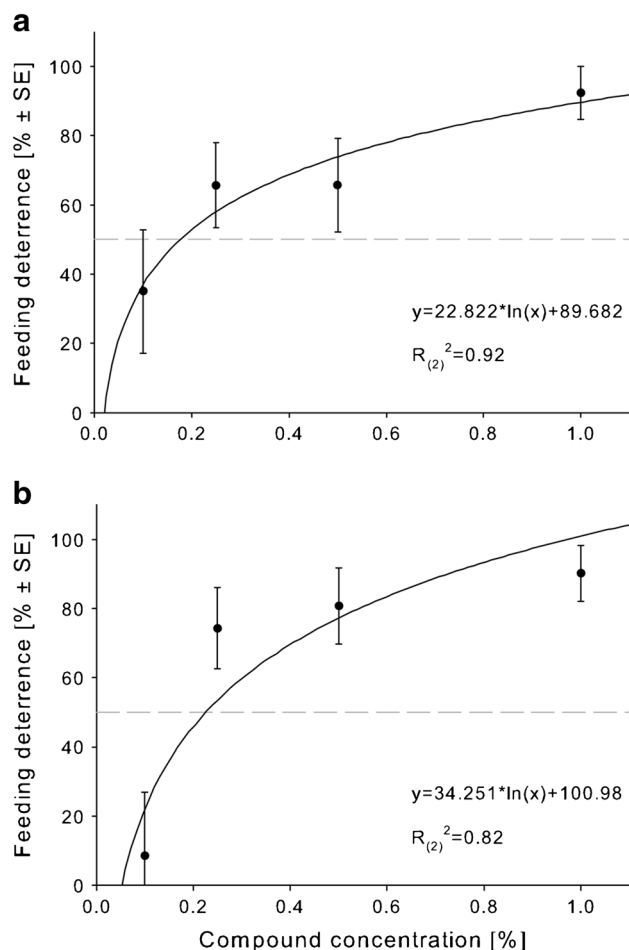 a
Feeding deterrence [% ± SE]
100
80
60
40
20
0
y=22.822*ln(x)+89.682
R(2)²=0.92
0.0 0.2 0.4 0.6 0.8 1.0
b
Feeding deterrence [% ± SE]
100
80
60
40
20
0
y=34.251*ln(x)+100.98
R(2)²=0.82
0.0 0.2 0.4 0.6 0.8 1.0
Compound concentration [%]